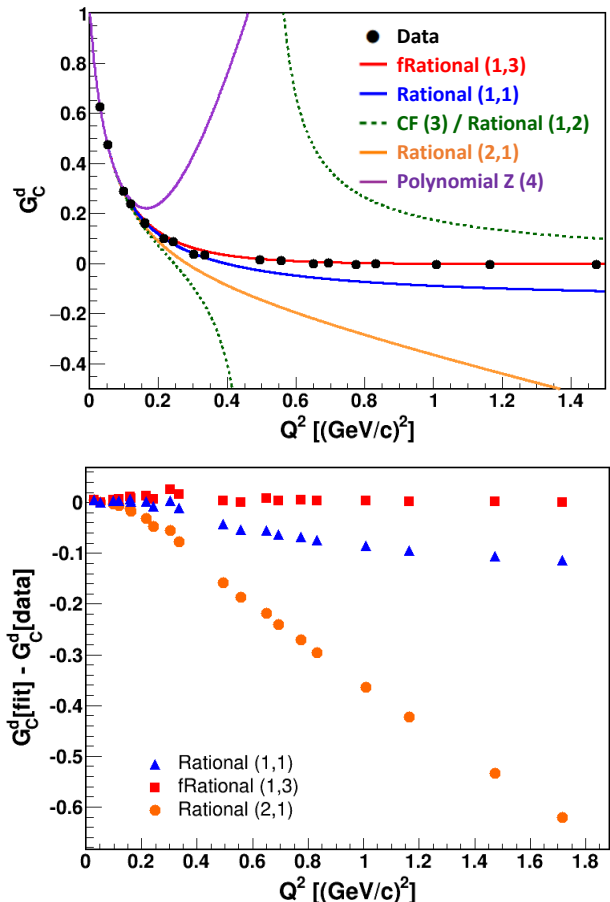 1
0.8
0.6
0.4
0.2
0
−0.2
−0.4
G_C^d
Data
fRational (1,3)
Rational (1,1)
CF (3) / Rational (1,2)
Rational (2,1)
Polynomial Z (4)
0 0.2 0.4 0.6 0.8 1 1.2 1.4
Q² [(GeV/c)²]
0
-0.1
-0.2
-0.3
-0.4
-0.5
-0.6
G_C^d[fit] - G_C^d[data]
Rational (1,1)
fRational (1,3)
Rational (2,1)
0 0.2 0.4 0.6 0.8 1 1.2 1.4 1.6 1.8
Q² [(GeV/c)²]